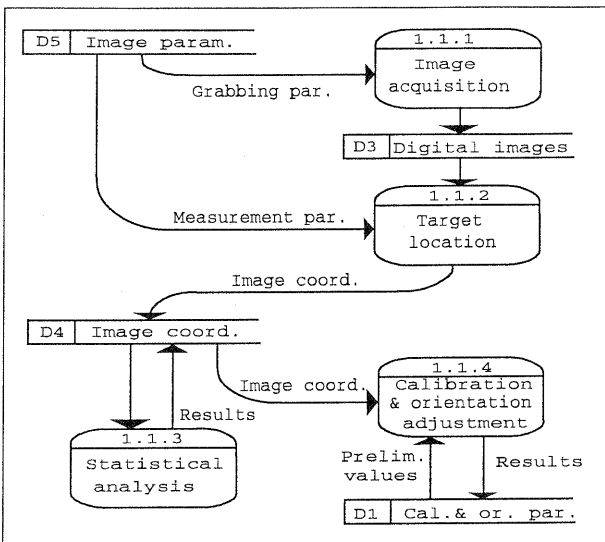 D5 Image param.
1.1.1
Image
acquisition
Grabbing par.
D3 Digital images
1.1.2
Target
location
Measurement par.
Image coord.
D4 Image coord.
Image coord.
1.1.4
Calibration
& orientation
adjustment
Results
1.1.3
Statistical
analysis
Prelim.
values
Results
D1 Cal.& or. par.